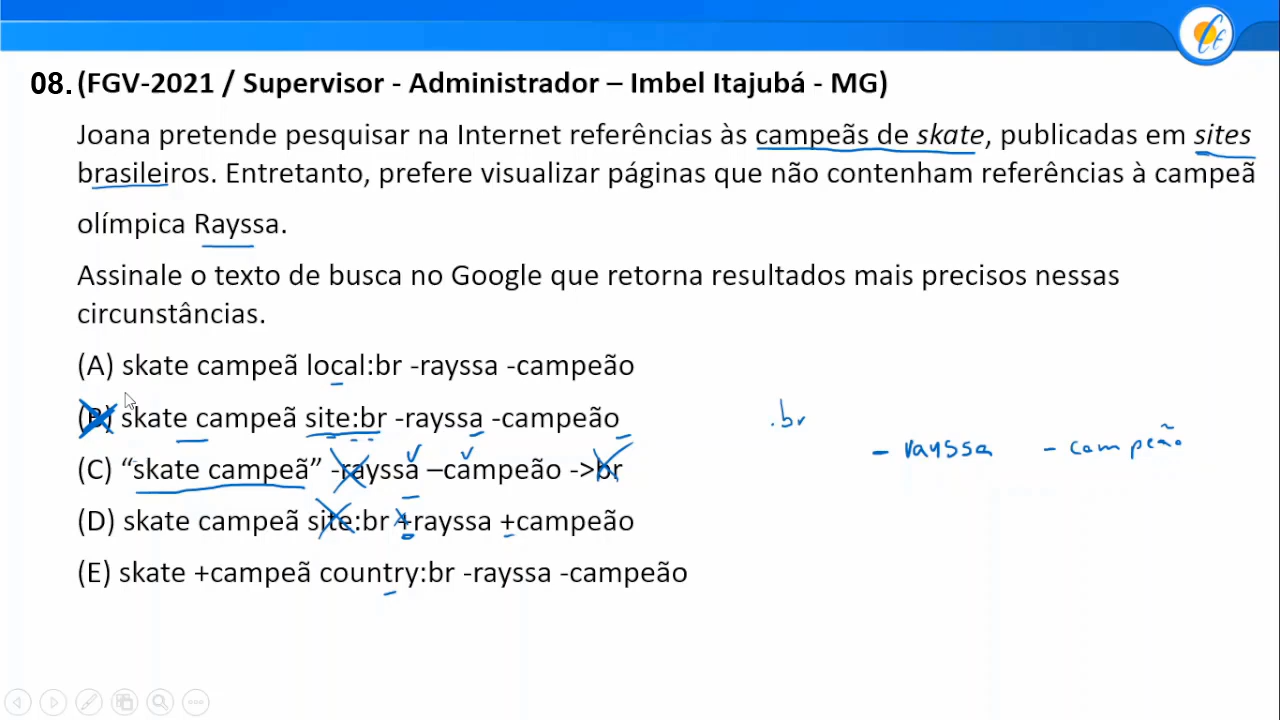 08. (FGV-2021 / Supervisor - Administrador – Imbel Itajubá - MG)
Joana pretende pesquisar na Internet referências às campeãs de skate, publicadas em sites
brasileiros. Entretanto, prefere visualizar páginas que não contenham referências à campeã
olímpica Rayssa.
Assinale o texto de busca no Google que retorna resultados mais precisos nessas
circunstâncias.
(A) skate campeã local:br -rayssa -campeão
(B) skate campeã site:br -rayssa -campeão
.br
- rayssa - campeão
(C) “skate campeã” -rayssa –campeão ->br
(D) skate campeã site:br +rayssa +campeão
(E) skate +campeã country:br -rayssa -campeão